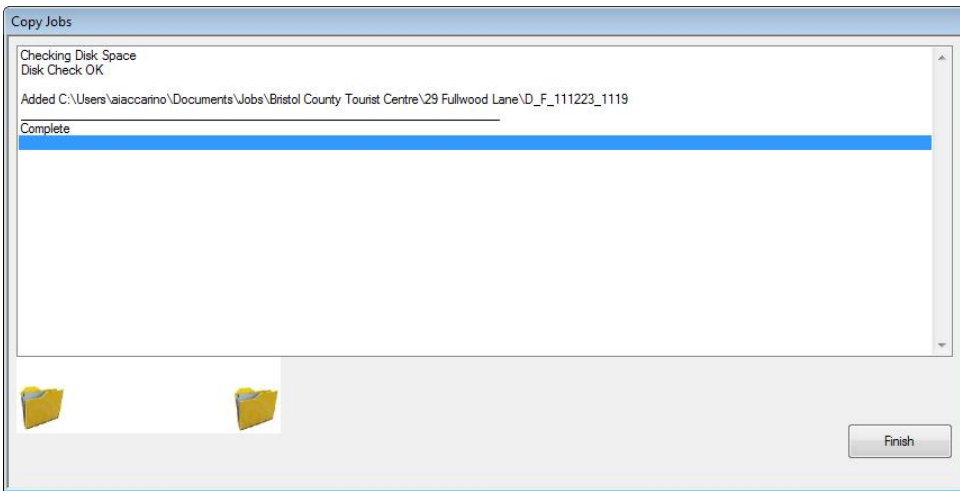 Copy Jobs
Checking Disk Space
Disk Check OK
Added C:\Users\aiaccarino\Documents\Jobs\Bristol County Tourist Centre\29 Fullwood Lane\D_F_111223_1119
Complete
Finish